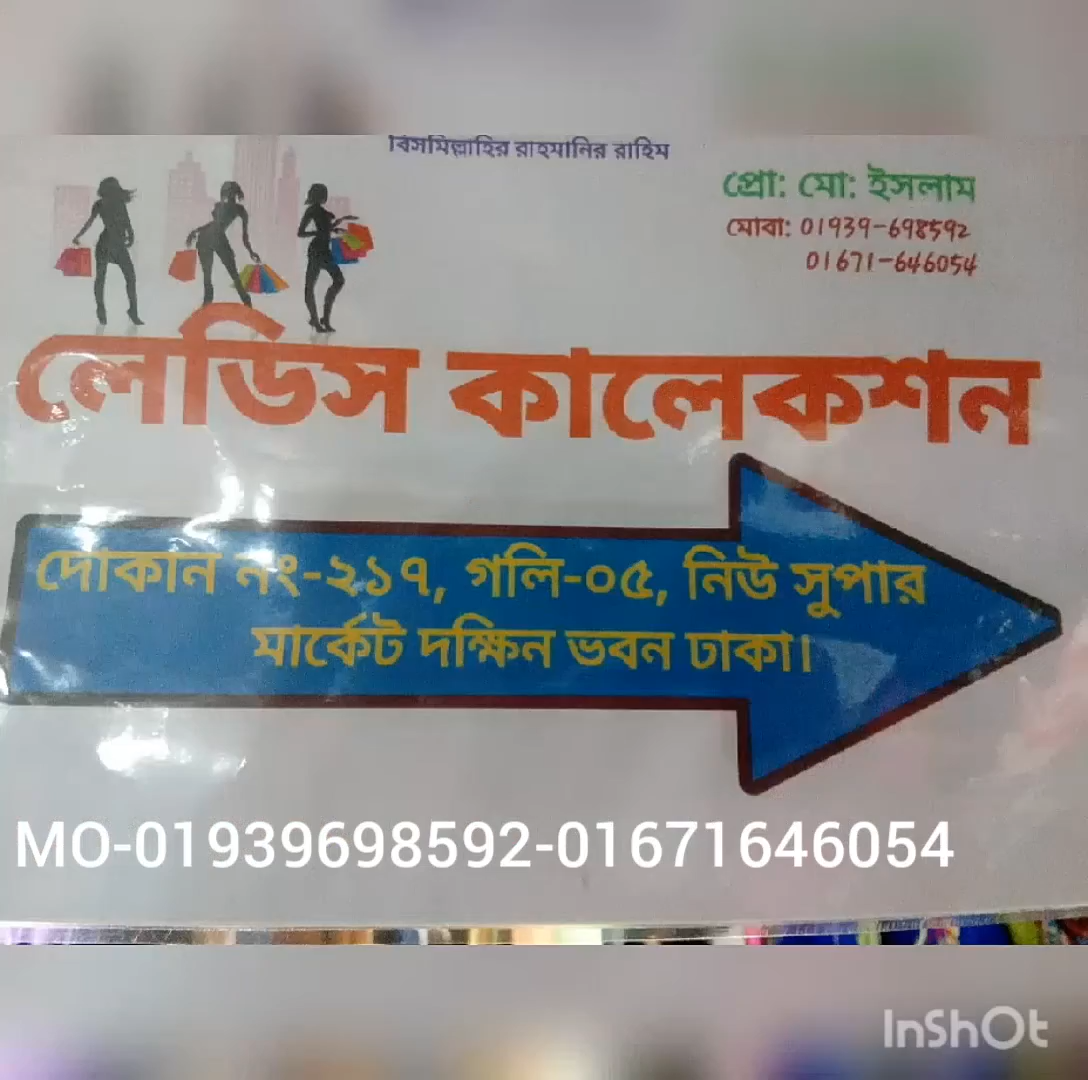 বিসমিল্লাহির রাহমানির রাহিম
প্রো: মো: ইসলাম
মোবা: 01939-698592
01671-646054
লেডিস কালেকশন
দোকান নং-২১৭, গলি-০৫, নিউ সুপার
মার্কেট দক্ষিন ভবন ঢাকা।
MO-01939698592-01671646054
InShOt